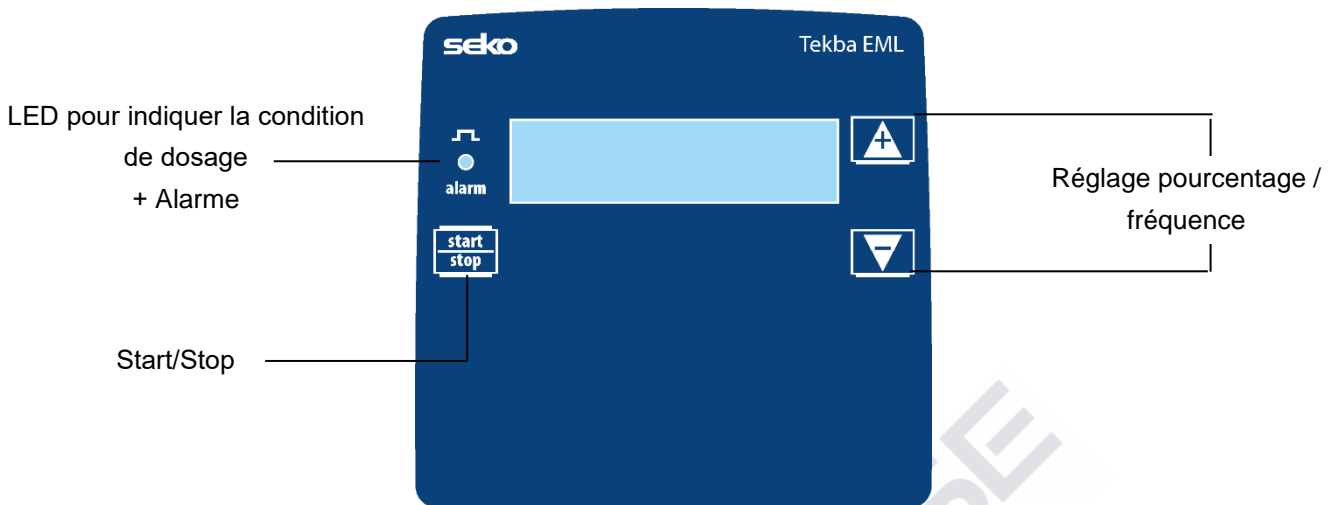 seko
Tekba EML
LED pour indiquer la condition
de dosage
+ Alarme
alarm
+
Réglage pourcentage /
fréquence
start
stop
-
Start/Stop